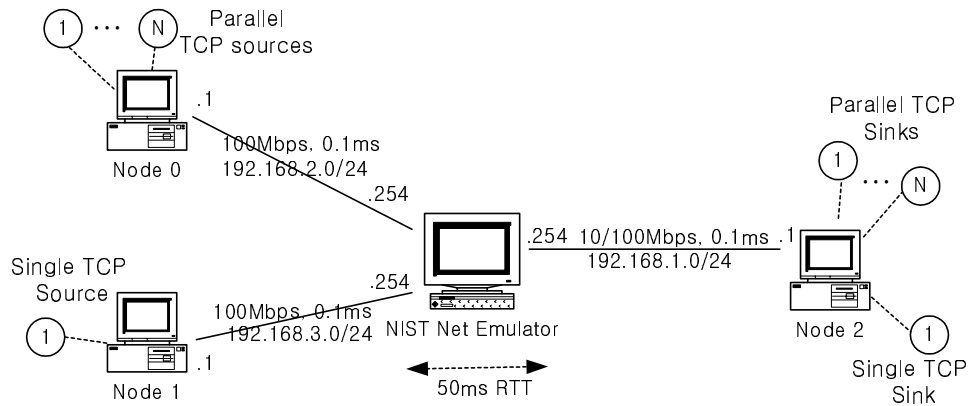 1 ... N
Parallel
TCP sources
.1
Node 0
100Mbps, 0.1ms
192.168.2.0/24
.254
Parallel TCP
Sinks
1
... N
.254 10/100Mbps, 0.1ms .1
192.168.1.0/24
Single TCP
Source
1
.254
100Mbps, 0.1ms
192.168.3.0/24
.1
Node 1
NIST Net Emulator
50ms RTT
Node 2
1
Single TCP
Sink